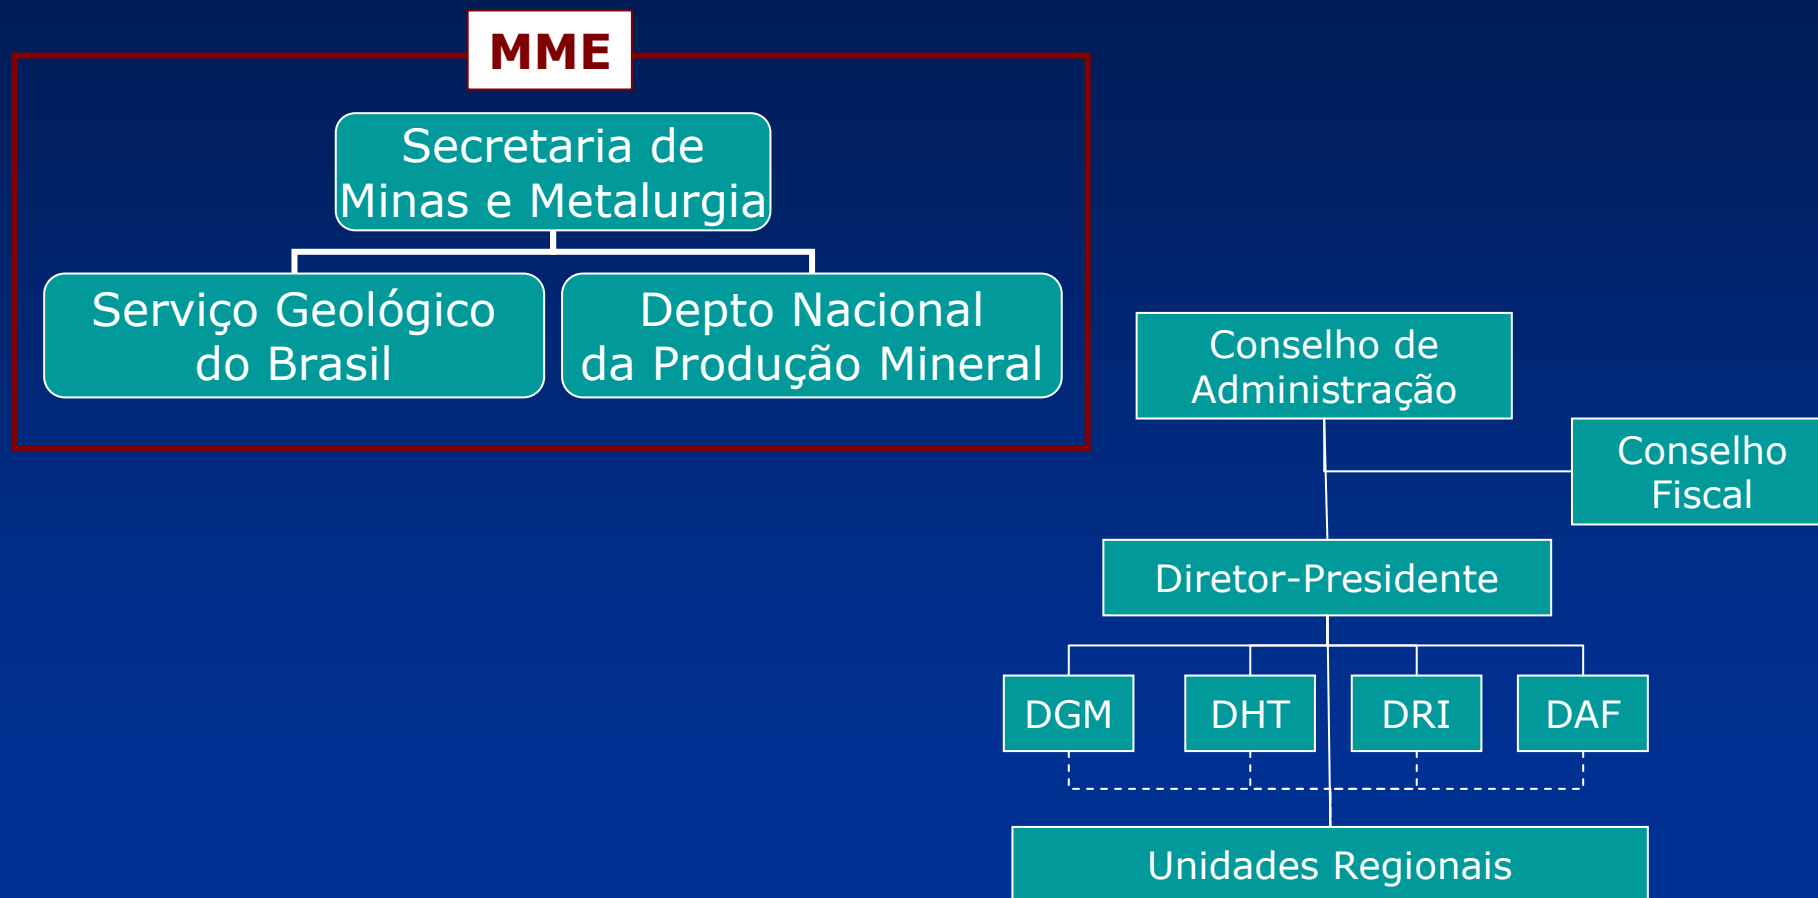 MME
Secretaria de
Minas e Metalurgia
Serviço Geológico
do Brasil
Depto Nacional
da Produção Mineral
Conselho de
Administração
Conselho
Fiscal
Diretor-Presidente
DGM
DHT
DRI
DAF
Unidades Regionais